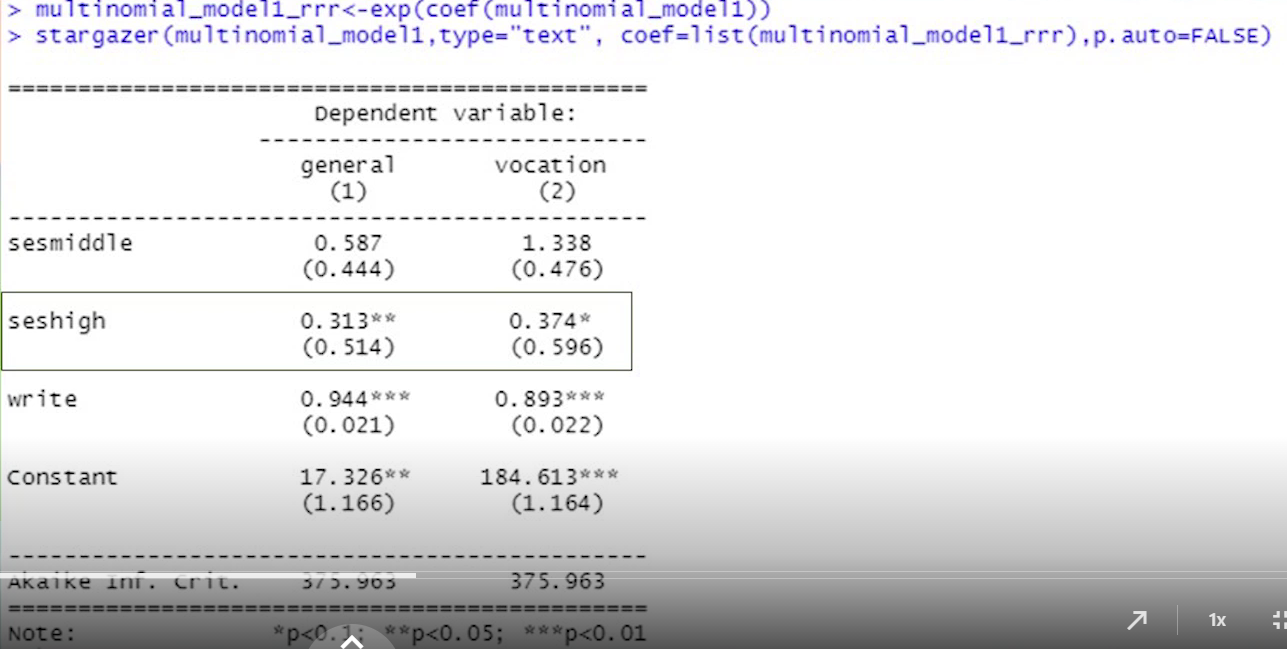 > multinomial_model1_rrr<-exp(coef(multinomial_model1))
> stargazer(multinomial_model1,type="text", coef=list(multinomial_model1_rrr),p.auto=FALSE)
==============================================
Dependent variable:
----------------------------
general vocation
(1) (2)
----------------------------------------------
sesmiddle 0.587 1.338
(0.444) (0.476)
seshigh 0.313** 0.374*
(0.514) (0.596)
write 0.944*** 0.893***
(0.021) (0.022)
Constant 17.326** 184.613***
(1.166) (1.164)
----------------------------------------------
Akaike Inf. Crit. 375.963 375.963
==============================================
Note: *p<0.1; **p<0.05; ***p<0.01
1x